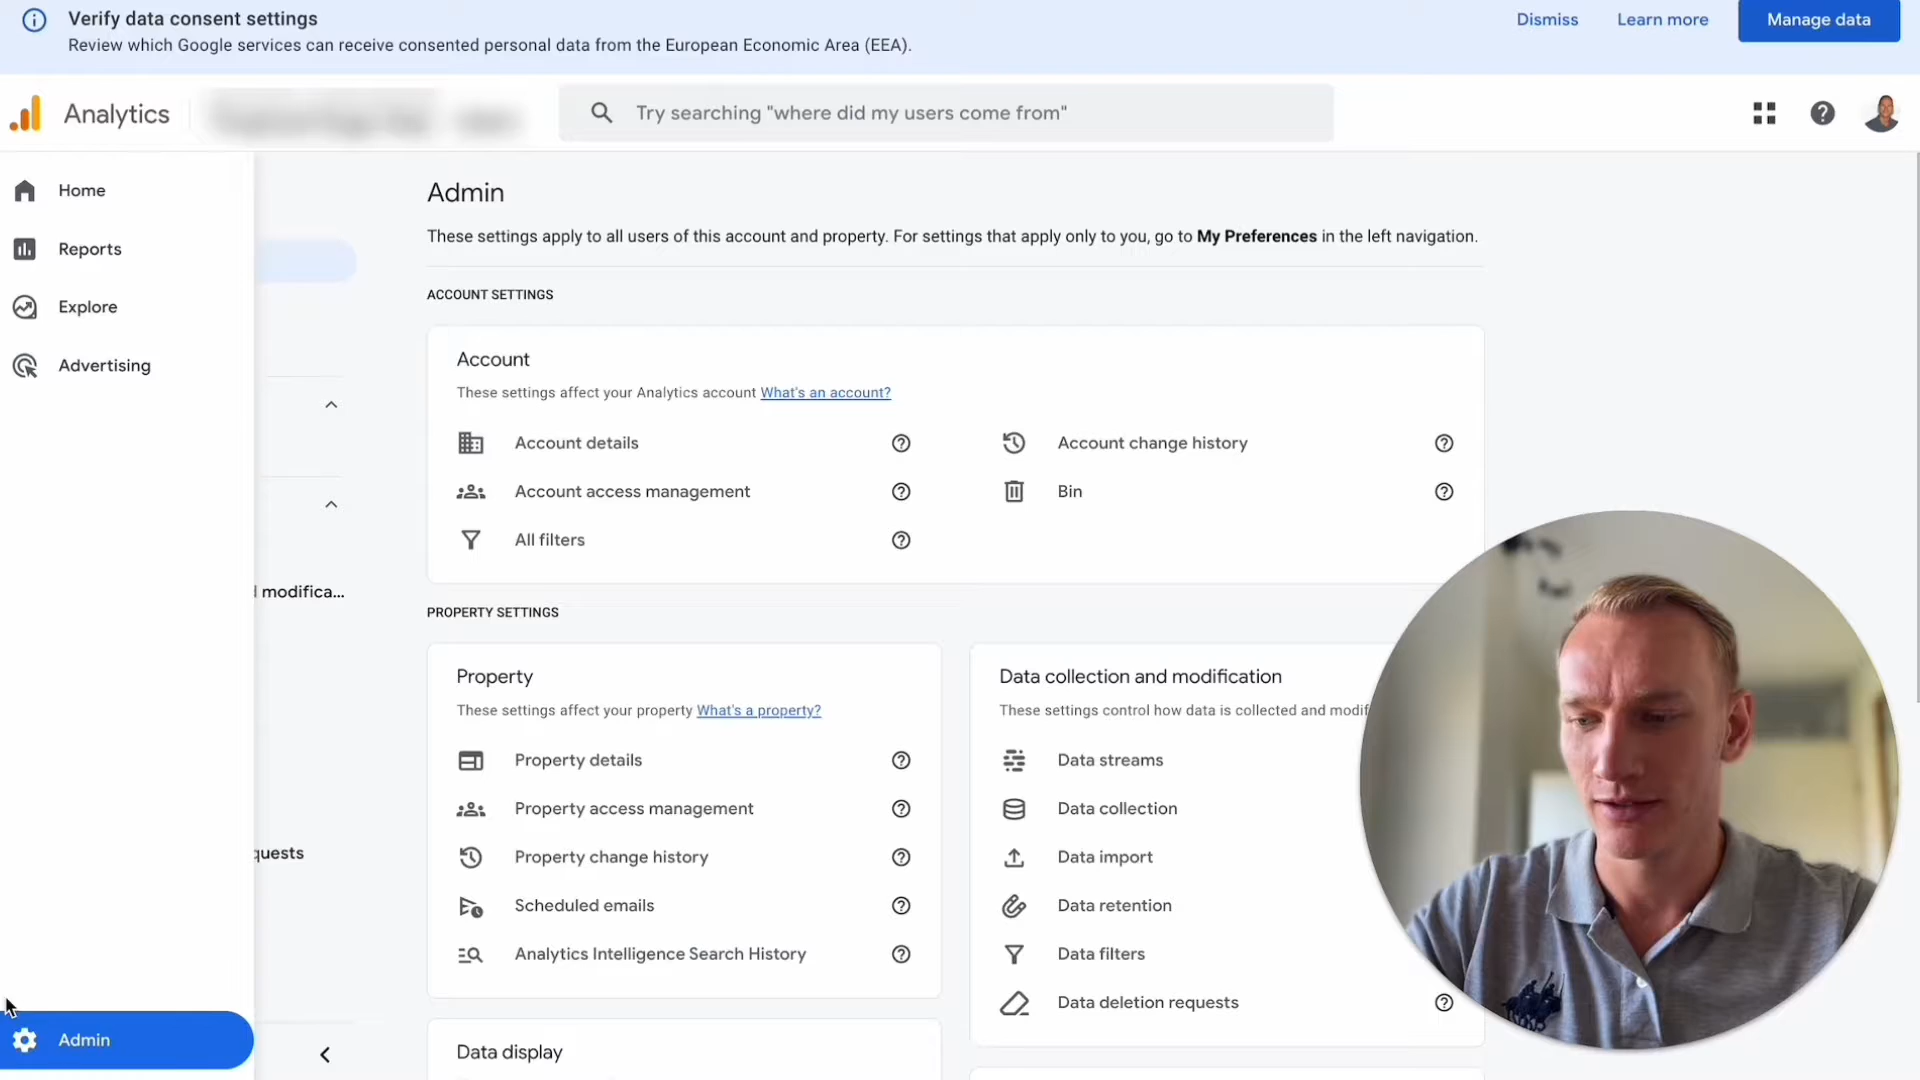 Verify data consent settings
Dismiss
Learn more
Manage data
Review which Google services can receive consented personal data from the European Economic Area (EEA).
Analytics
Try searching "where did my users come from"
Home
Reports
Explore
Advertising
Admin
l modifica...
quests
Admin
These settings apply to all users of this account and property. For settings that apply only to you, go to My Preferences in the left navigation.
ACCOUNT SETTINGS
Account
These settings affect your Analytics account What's an account?
Account details
Account change history
Account access management
Bin
All filters
PROPERTY SETTINGS
Property
These settings affect your property What's a property?
Property details
Property access management
Property change history
Scheduled emails
Analytics Intelligence Search History
Data display
Data collection and modification
These settings control how data is collected and modif
Data streams
Data collection
Data import
Data retention
Data filters
Data deletion requests